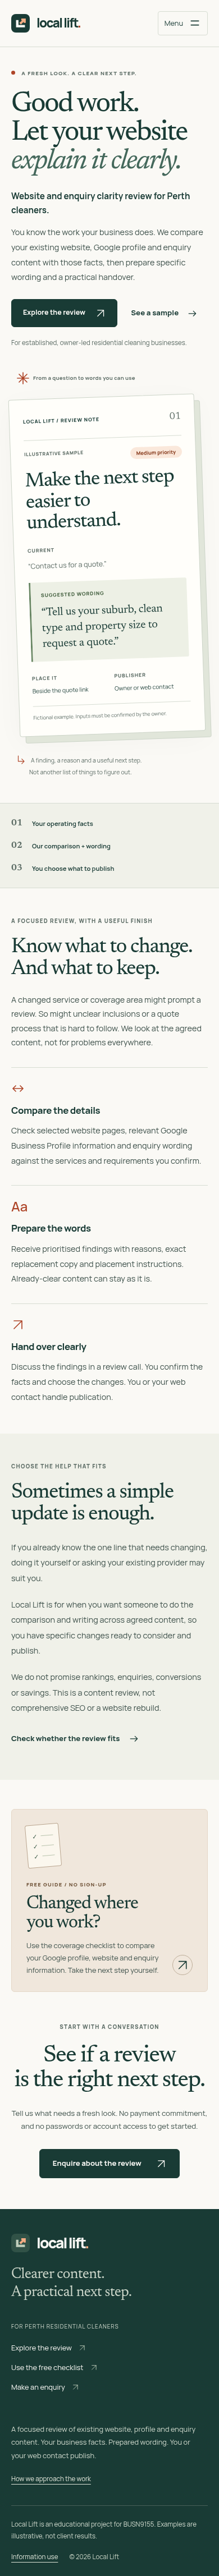 local lift.
Menu
A FRESH LOOK. A CLEAR NEXT STEP.
Good work.
Let your website
explain it clearly.
Website and enquiry clarity review for Perth
cleaners.
You know the work your business does. We compare
your existing website, Google profile and enquiry
content with those facts, then prepare specific
wording and a practical handover.
Explore the review
See a sample
For established, owner-led residential cleaning businesses.
From a question to words you can use
LOCAL LIFT / REVIEW NOTE
01
ILLUSTRATIVE SAMPLE
Medium priority
Make the next step
easier to
understand.
CURRENT
“Contact us for a quote.”
SUGGESTED WORDING
“Tell us your suburb, clean
type and property size to
request a quote.”
PLACE IT
PUBLISHER
Beside the quote link
Owner or web contact
Fictional example. Inputs must be confirmed by the owner.
A finding, a reason and a useful next step.
Not another list of things to figure out.
01 Your operating facts
02 Our comparison + wording
03 You choose what to publish
A FOCUSED REVIEW, WITH A USEFUL FINISH
Know what to change.
And what to keep.
A changed service or coverage area might prompt a
review. So might unclear inclusions or a quote
process that is hard to follow. We look at the agreed
content, not for problems everywhere.
Compare the details
Check selected website pages, relevant Google
Business Profile information and enquiry wording
against the services and requirements you confirm.
Aa
Prepare the words
Receive prioritised findings with reasons, exact
replacement copy and placement instructions.
Already-clear content can stay as it is.
Hand over clearly
Discuss the findings in a review call. You confirm the
facts and choose the changes. You or your web
contact handle publication.
CHOOSE THE HELP THAT FITS
Sometimes a simple
update is enough.
If you already know the one line that needs changing,
doing it yourself or asking your existing provider may
suit you.
Local Lift is for when you want someone to do the
comparison and writing across agreed content, so
you have specific changes ready to consider and
publish.
We do not promise rankings, enquiries, conversions
or savings. This is a content review, not
comprehensive SEO or a website rebuild.
Check whether the review fits
FREE GUIDE / NO SIGN-UP
Changed where
you work?
Use the coverage checklist to compare
your Google profile, website and enquiry
information. Take the next step yourself.
START WITH A CONVERSATION
See if a review
is the right next step.
Tell us what needs a fresh look. No payment commitment,
and no passwords or account access to get started.
Enquire about the review
local lift.
Clearer content.
A practical next step.
FOR PERTH RESIDENTIAL CLEANERS
Explore the review
Use the free checklist
Make an enquiry
A focused review of existing website, profile and enquiry
content. Your business facts. Prepared wording. You or
your web contact publish.
How we approach the work
Local Lift is an educational project for BUSN9155. Examples are
illustrative, not client results.
Information use
© 2026 Local Lift